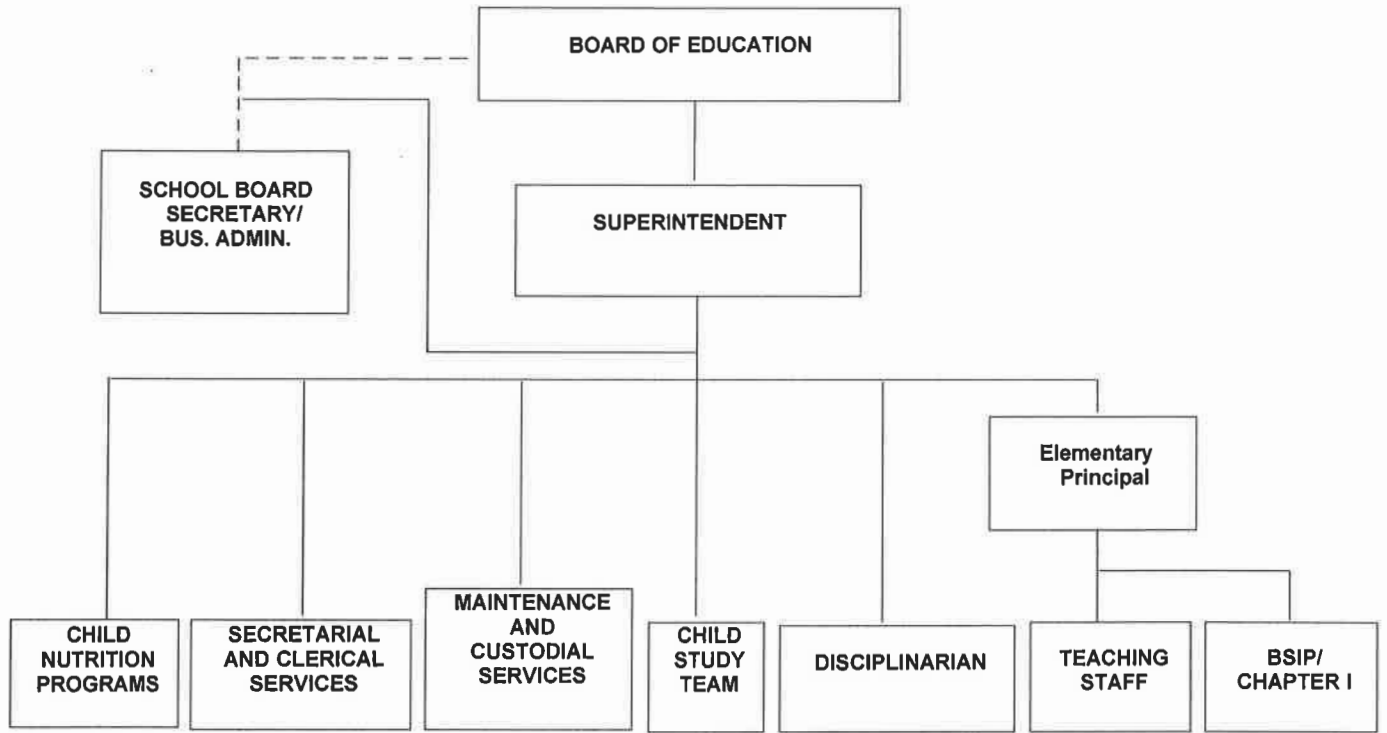 BOARD OF EDUCATION
SCHOOL BOARD
SECRETARY/
BUS. ADMIN.
SUPERINTENDENT
Elementary
Principal
CHILD
NUTRITION
PROGRAMS
SECRETARIAL
AND CLERICAL
SERVICES
MAINTENANCE
AND
CUSTODIAL
SERVICES
CHILD
STUDY
TEAM
DISCIPLINARIAN
TEACHING
STAFF
BSIP/
CHAPTER I